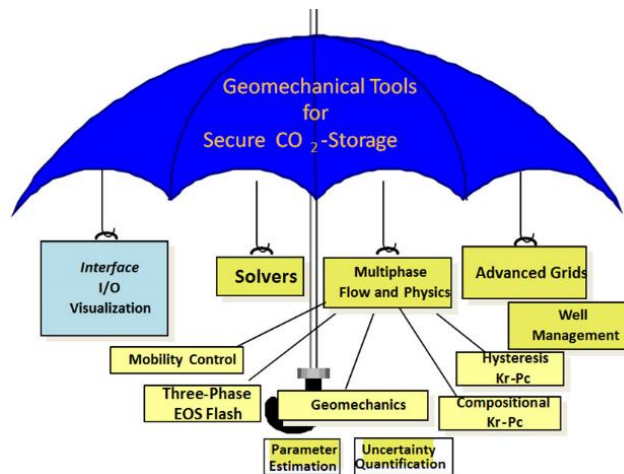 Geomechanical Tools
for
Secure CO 2 -Storage
Interface
I/O
Visualization
Solvers
Multiphase
Flow and Physics
Advanced Grids
Well
Management
Mobility Control
Hysteresis
Kr-Pc
Three-Phase
EOS Flash
Geomechanics
Compositional
Kr-Pc
Parameter
Estimation
Uncertainty
Quantification